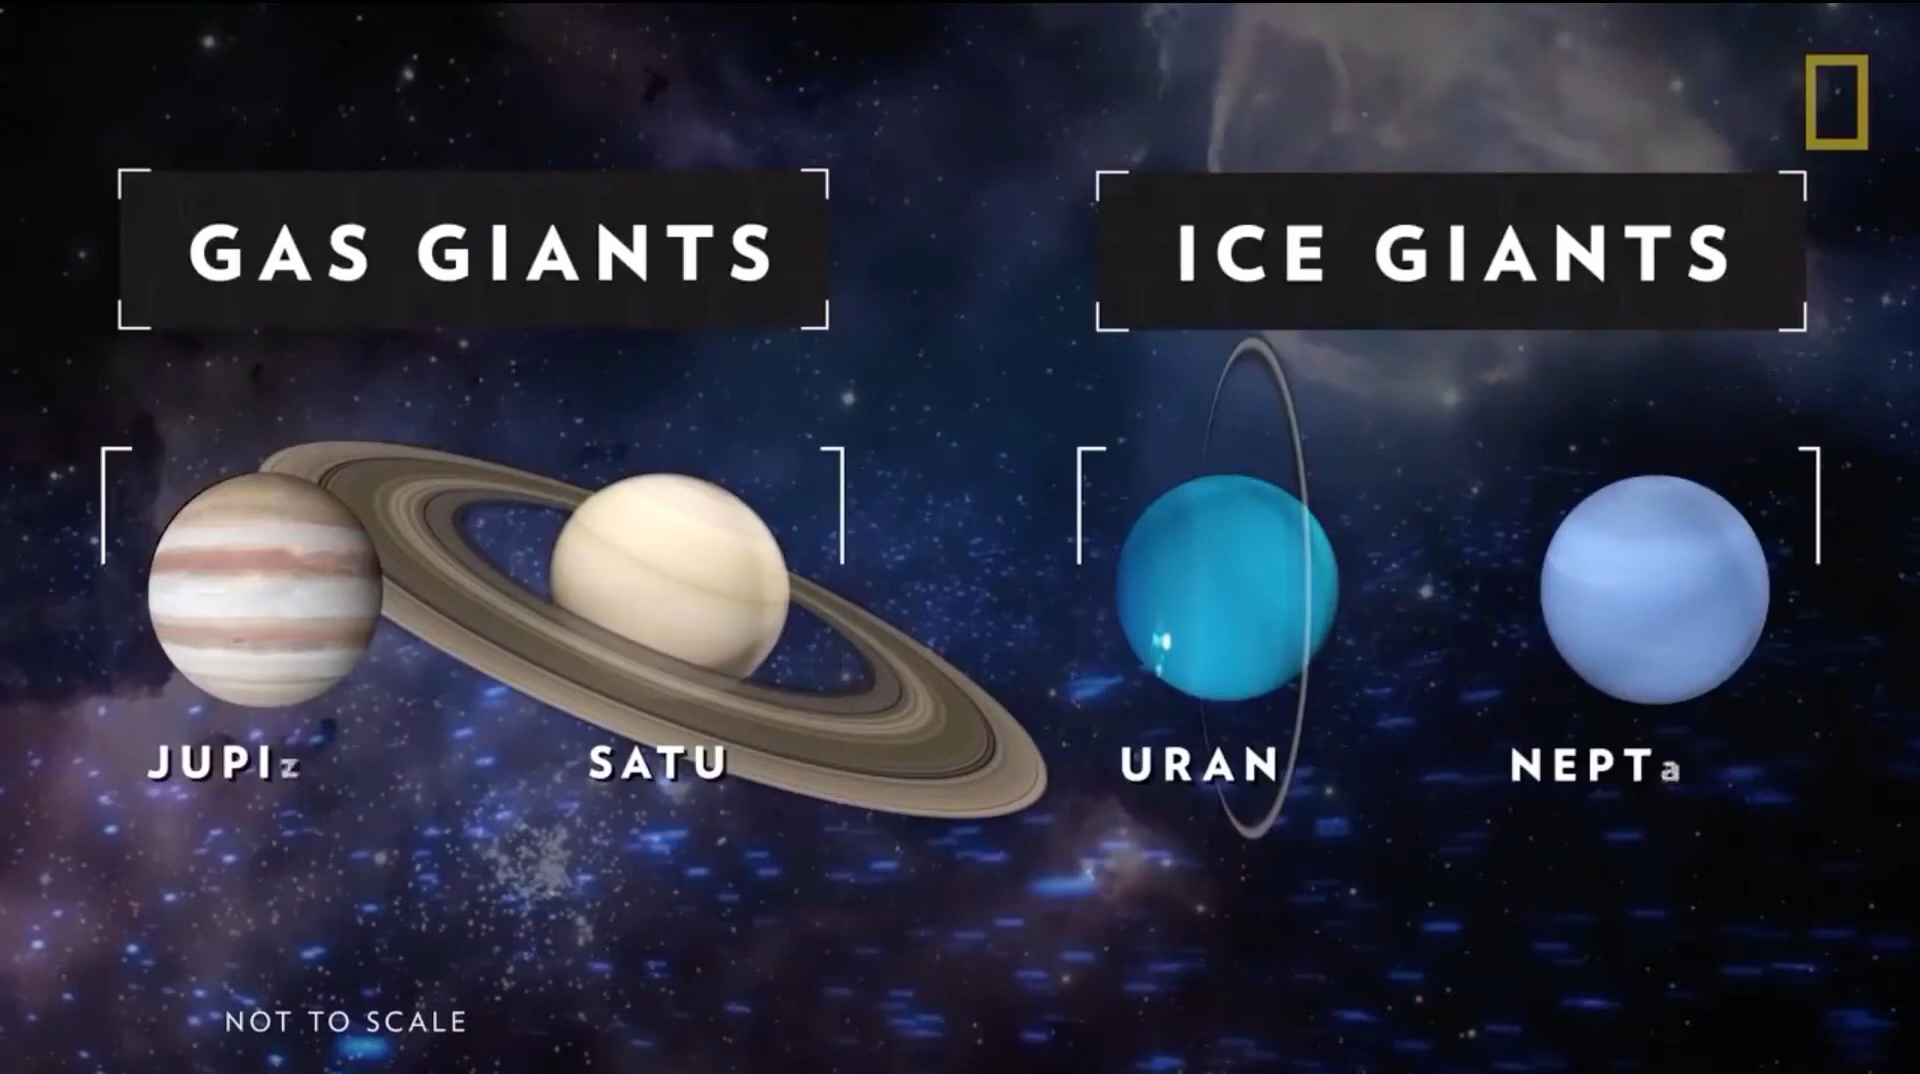 GAS GIANTS
ICE GIANTS
JUPIz
SATU
URAN
NEPTa
NOT TO SCALE